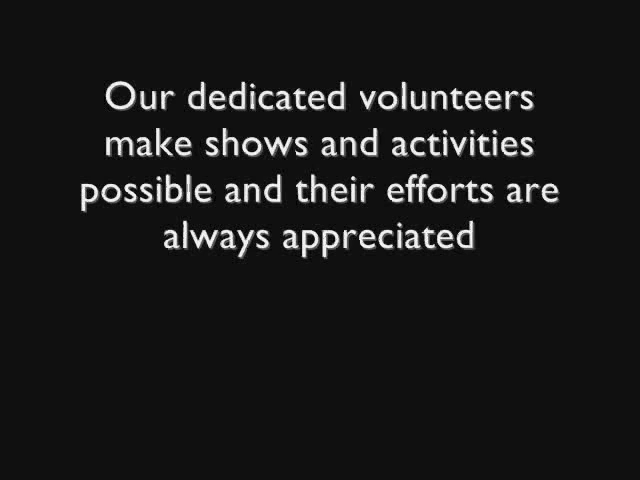 Our dedicated volunteers
make shows and activities
possible and their efforts are
always appreciated